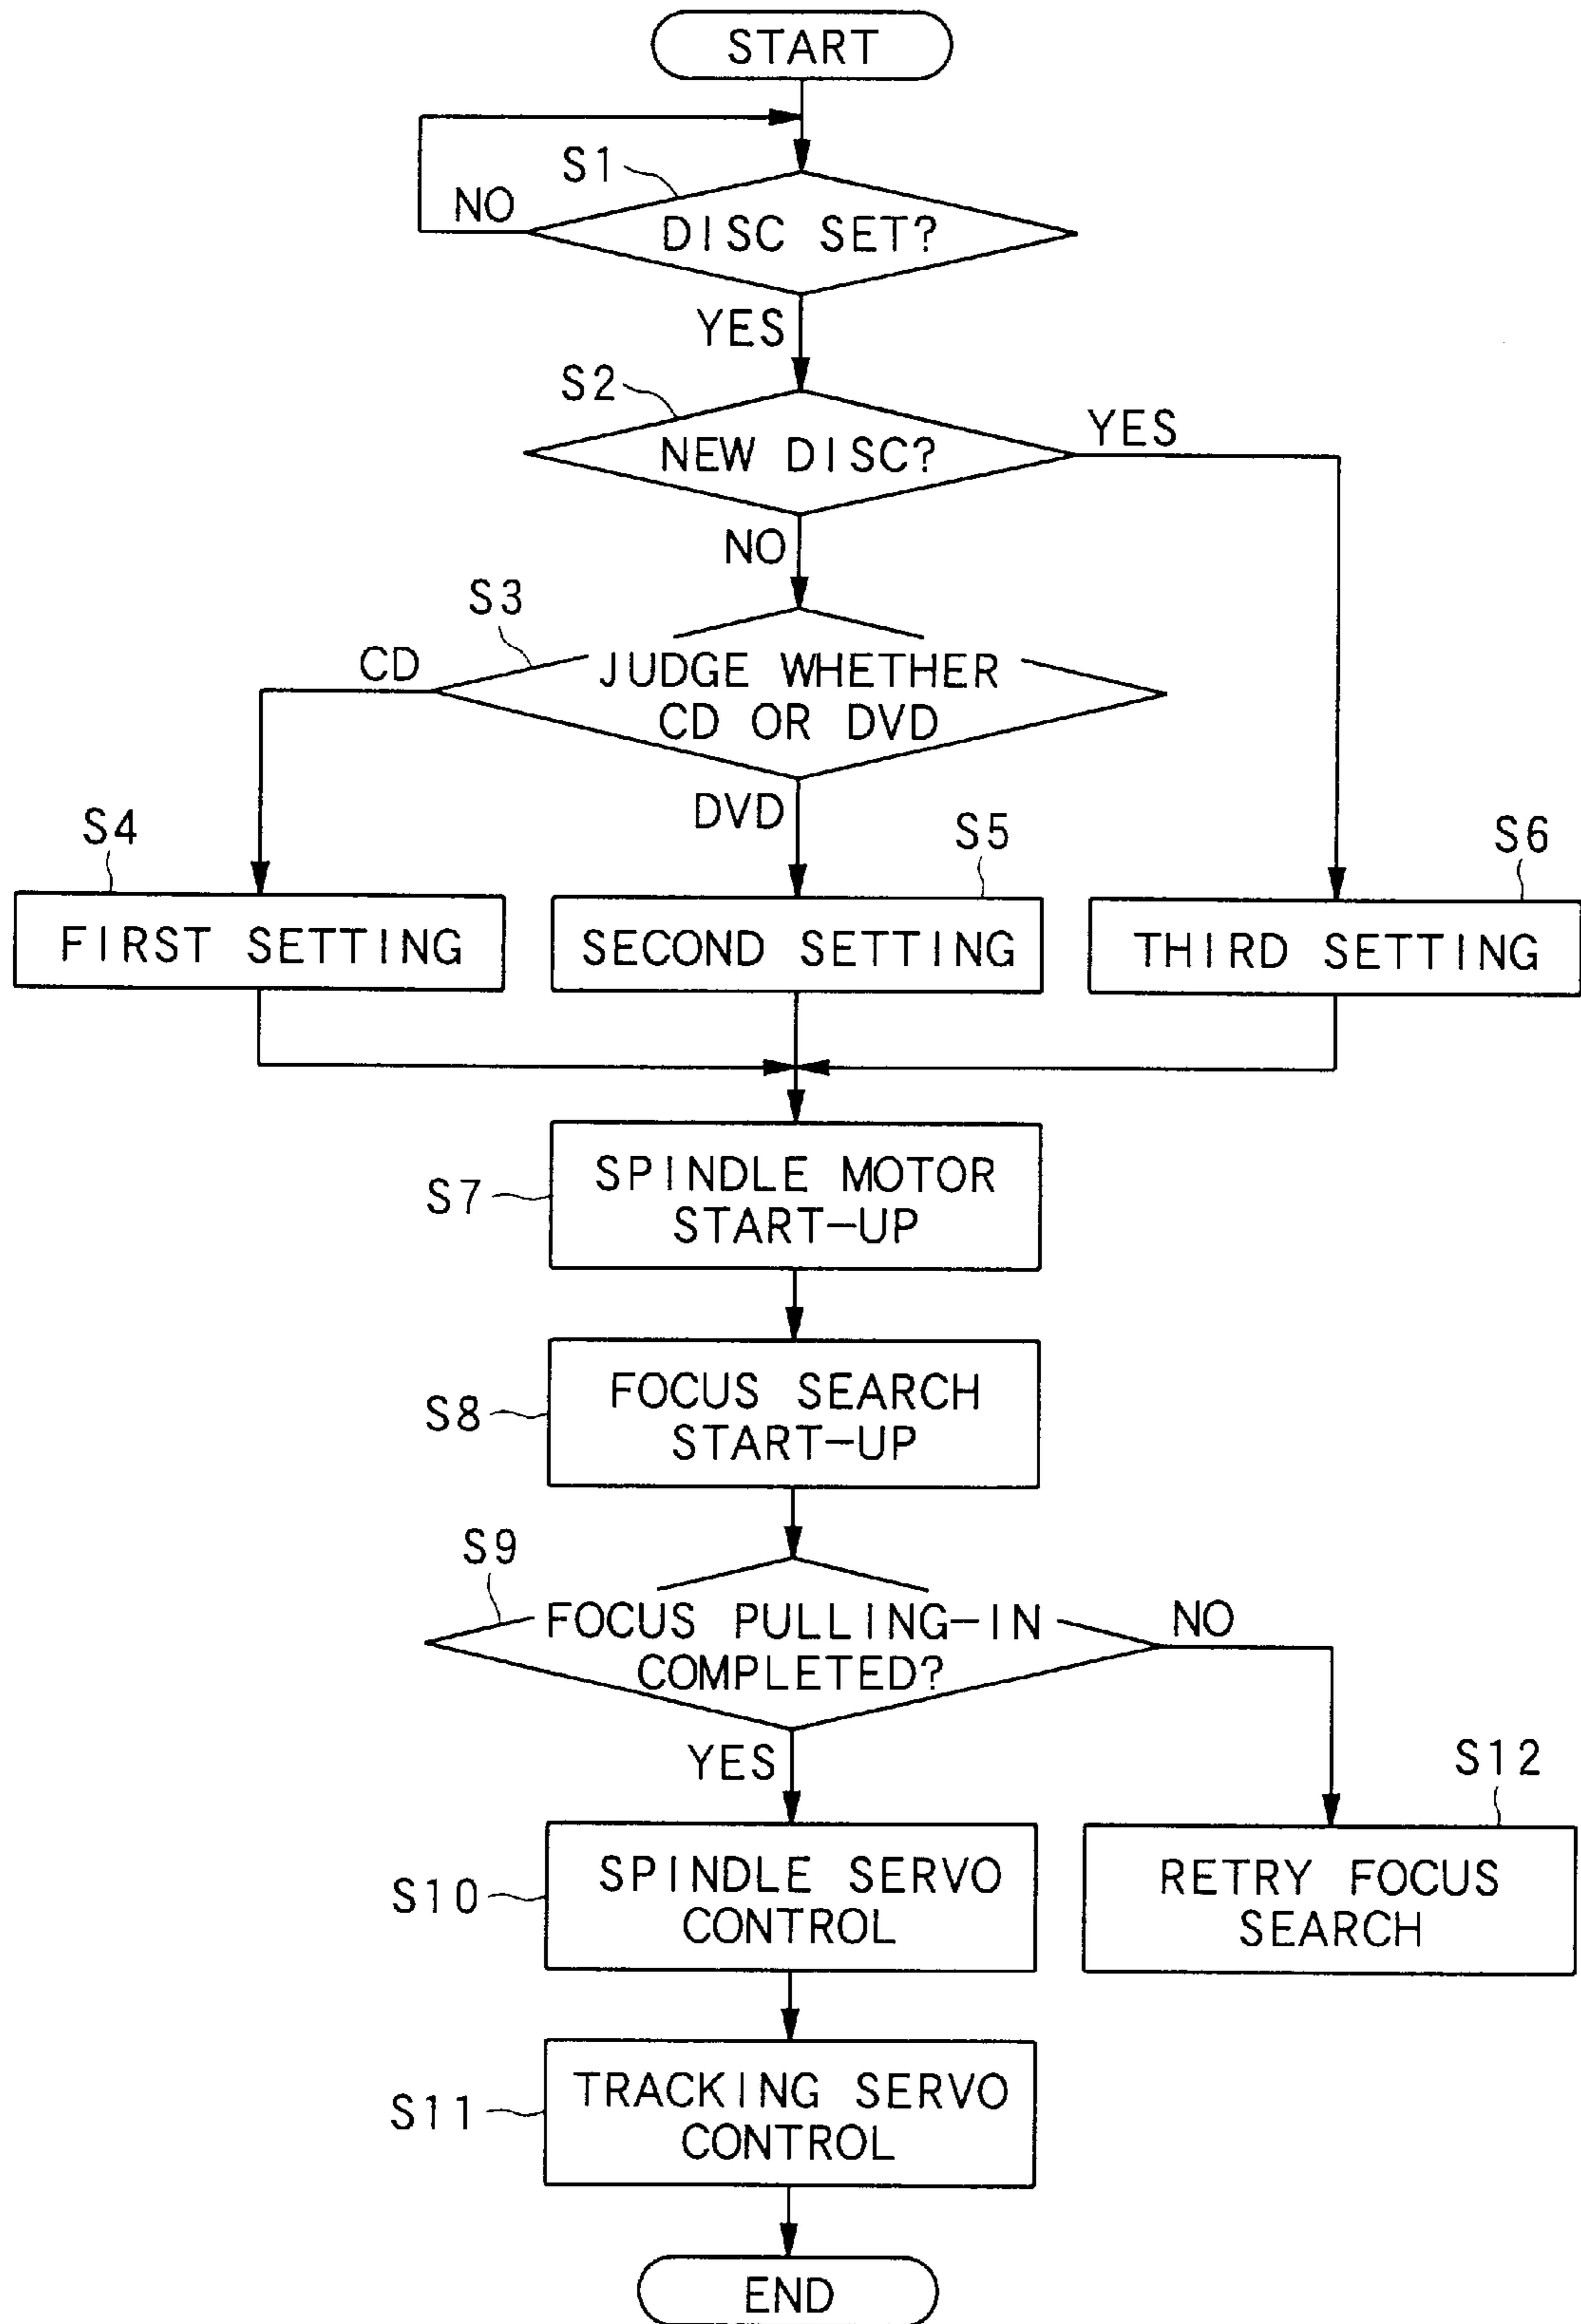 START
S1
NO
DISC SET?
YES
S2
NEW DISC?
YES
NO
S3
CD
JUDGE WHETHER
CD OR DVD
DVD
S4
S5
S6
FIRST SETTING
SECOND SETTING
THIRD SETTING
S7
SPINDLE MOTOR
START-UP
S8
FOCUS SEARCH
START-UP
S9
FOCUS PULLING-IN
COMPLETED?
NO
YES
S12
S10
SPINDLE SERVO
CONTROL
RETRY FOCUS
SEARCH
S11
TRACKING SERVO
CONTROL
END